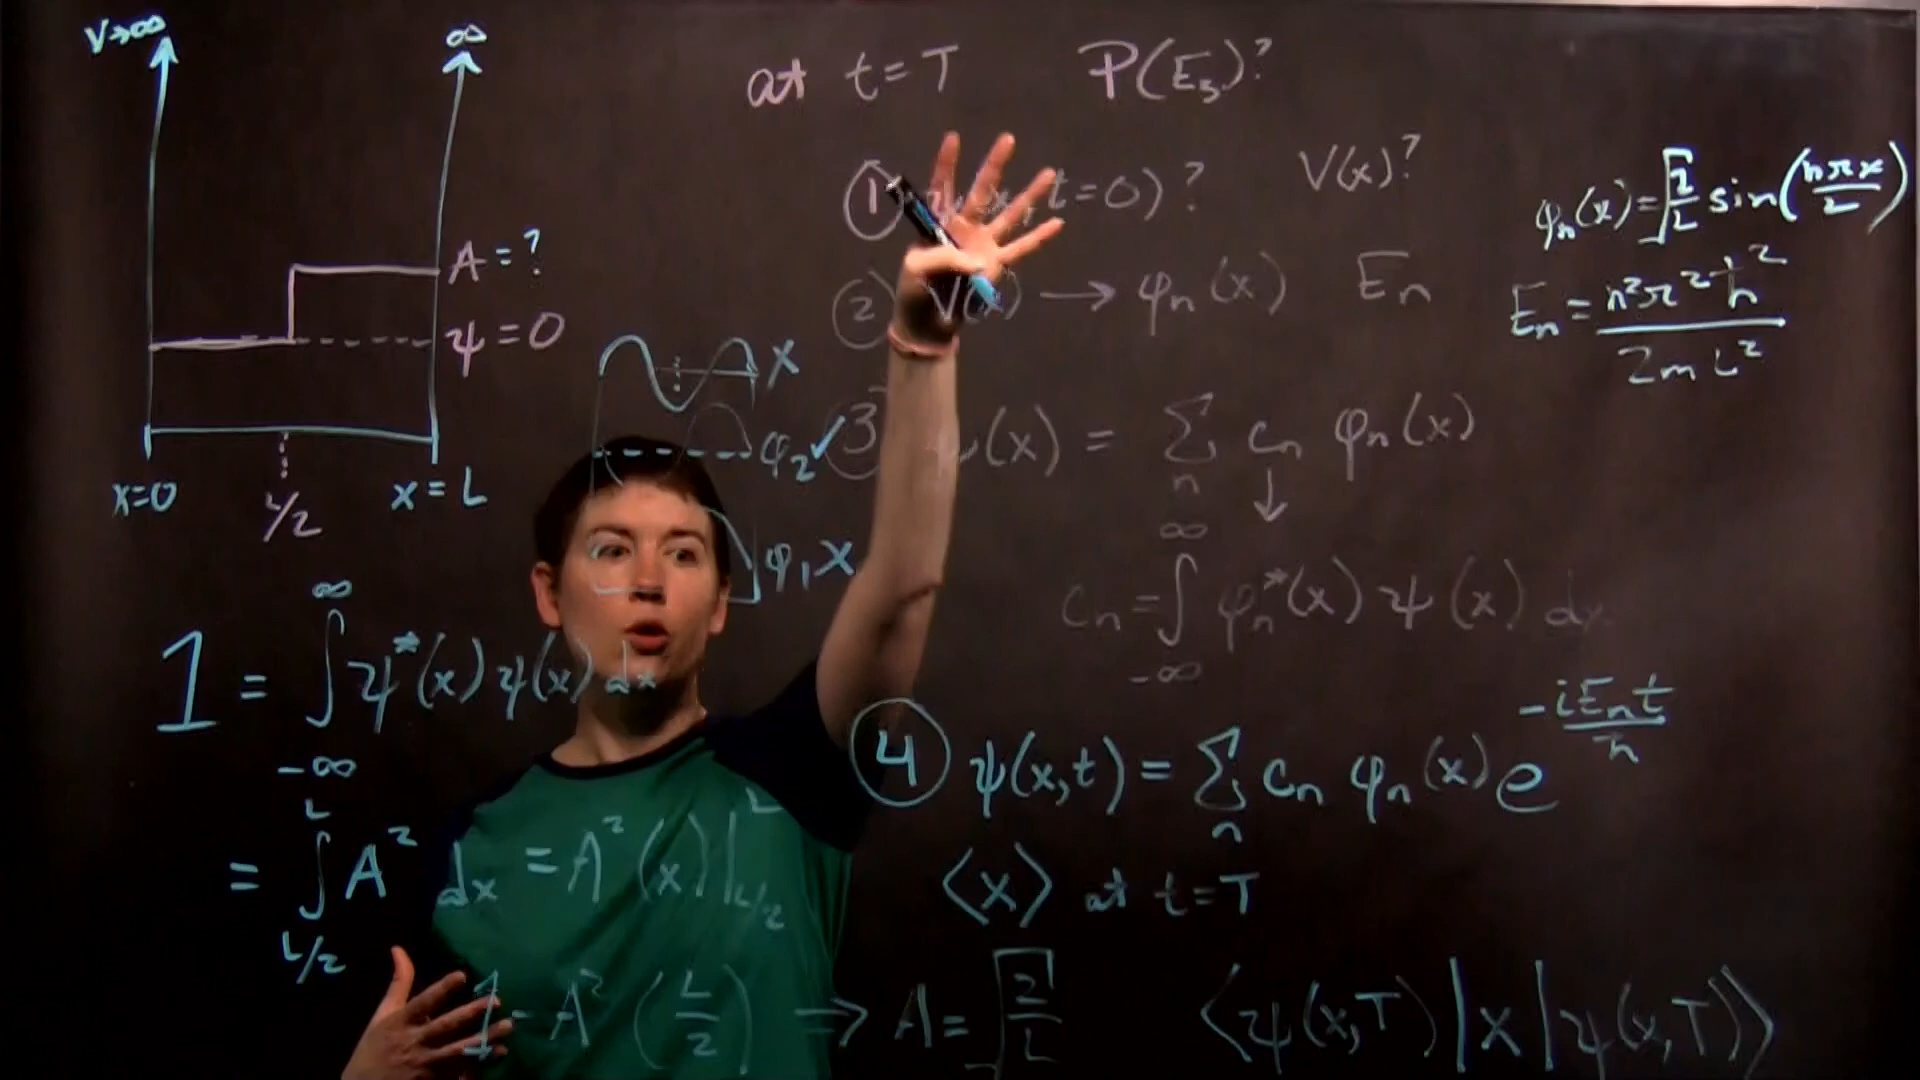 V→∞
∞
A = ?
ψ = 0
x=0
L/2
x = L
at t = T P(E₃)?
① ψ(x, t=0)? V(x)?
② V(x) → φₙ(x) Eₙ
φₙ(x) = √(2/L) sin(nπx/L)
Eₙ = n²π²ħ²/2mL²
x
φ₂ ✓
φ₁ x
③ ψ(x) = Σₙ cₙ φₙ(x)
↓
cₙ = ∫_{-∞}^{∞} φₙ*(x) ψ(x) dx
1 = ∫_{-∞}^{∞} ψ*(x) ψ(x) dx
= ∫_{L/2}^{L} A² dx = A² (x)|_{L/2}^{L}
1 = A² (L/2) ⇒ A = √(2/L)
④ ψ(x,t) = Σₙ cₙ φₙ(x) e^{-iEₙt/ħ}
⟨x⟩ at t = T
⟨ψ(x,T)|x|ψ(x,T)⟩